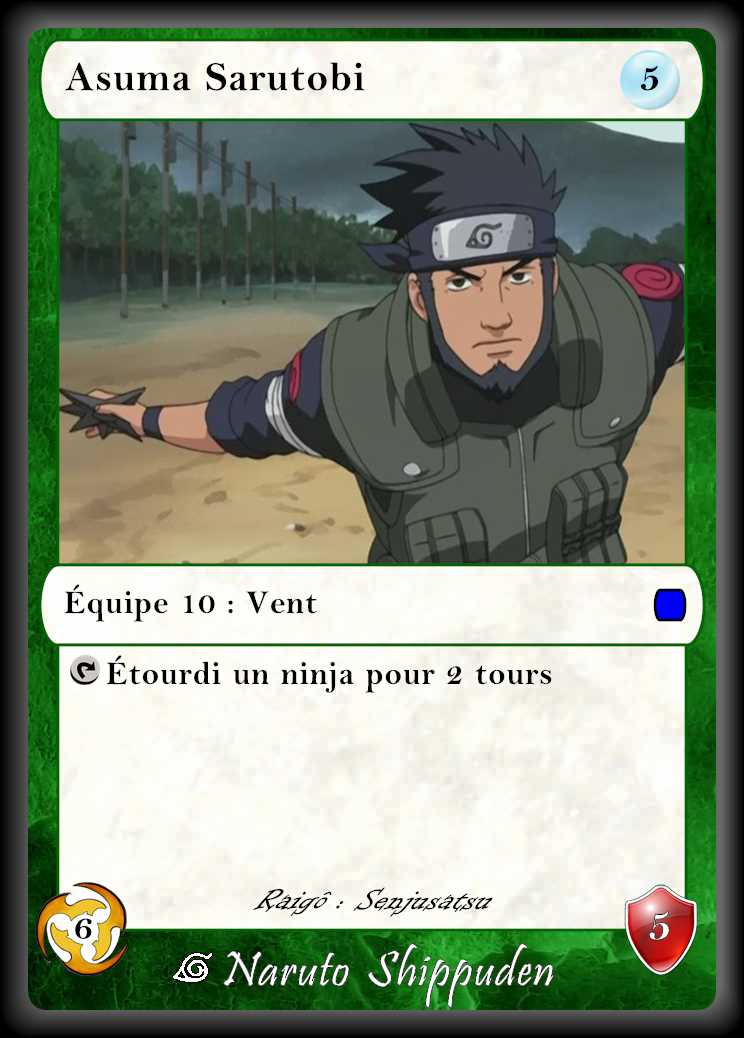 Asuma Sarutobi
5
Équipe 10 : Vent
Étourdi un ninja pour 2 tours
Raigô : Senjusatsu
6
5
Naruto Shippuden